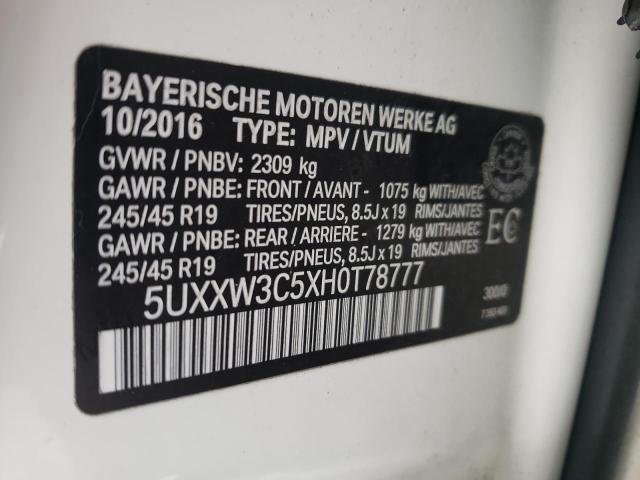 BAYERISCHE MOTOREN WERKE AG
10/2016 TYPE: MPV / VTUM
GVWR / PNBV: 2309 kg
GAWR / PNBE: FRONT / AVANT - 1075 kg WITH/AVEC
245/45 R19 TIRES/PNEUS, 8.5J x 19 RIMS/JANTES
GAWR / PNBE: REAR / ARRIERE - 1279 kg WITH/AVEC
245/45 R19 TIRES/PNEUS, 8.5J x 19 RIMS/JANTES
EC
5UXXW3C5XH0T78777
300/0